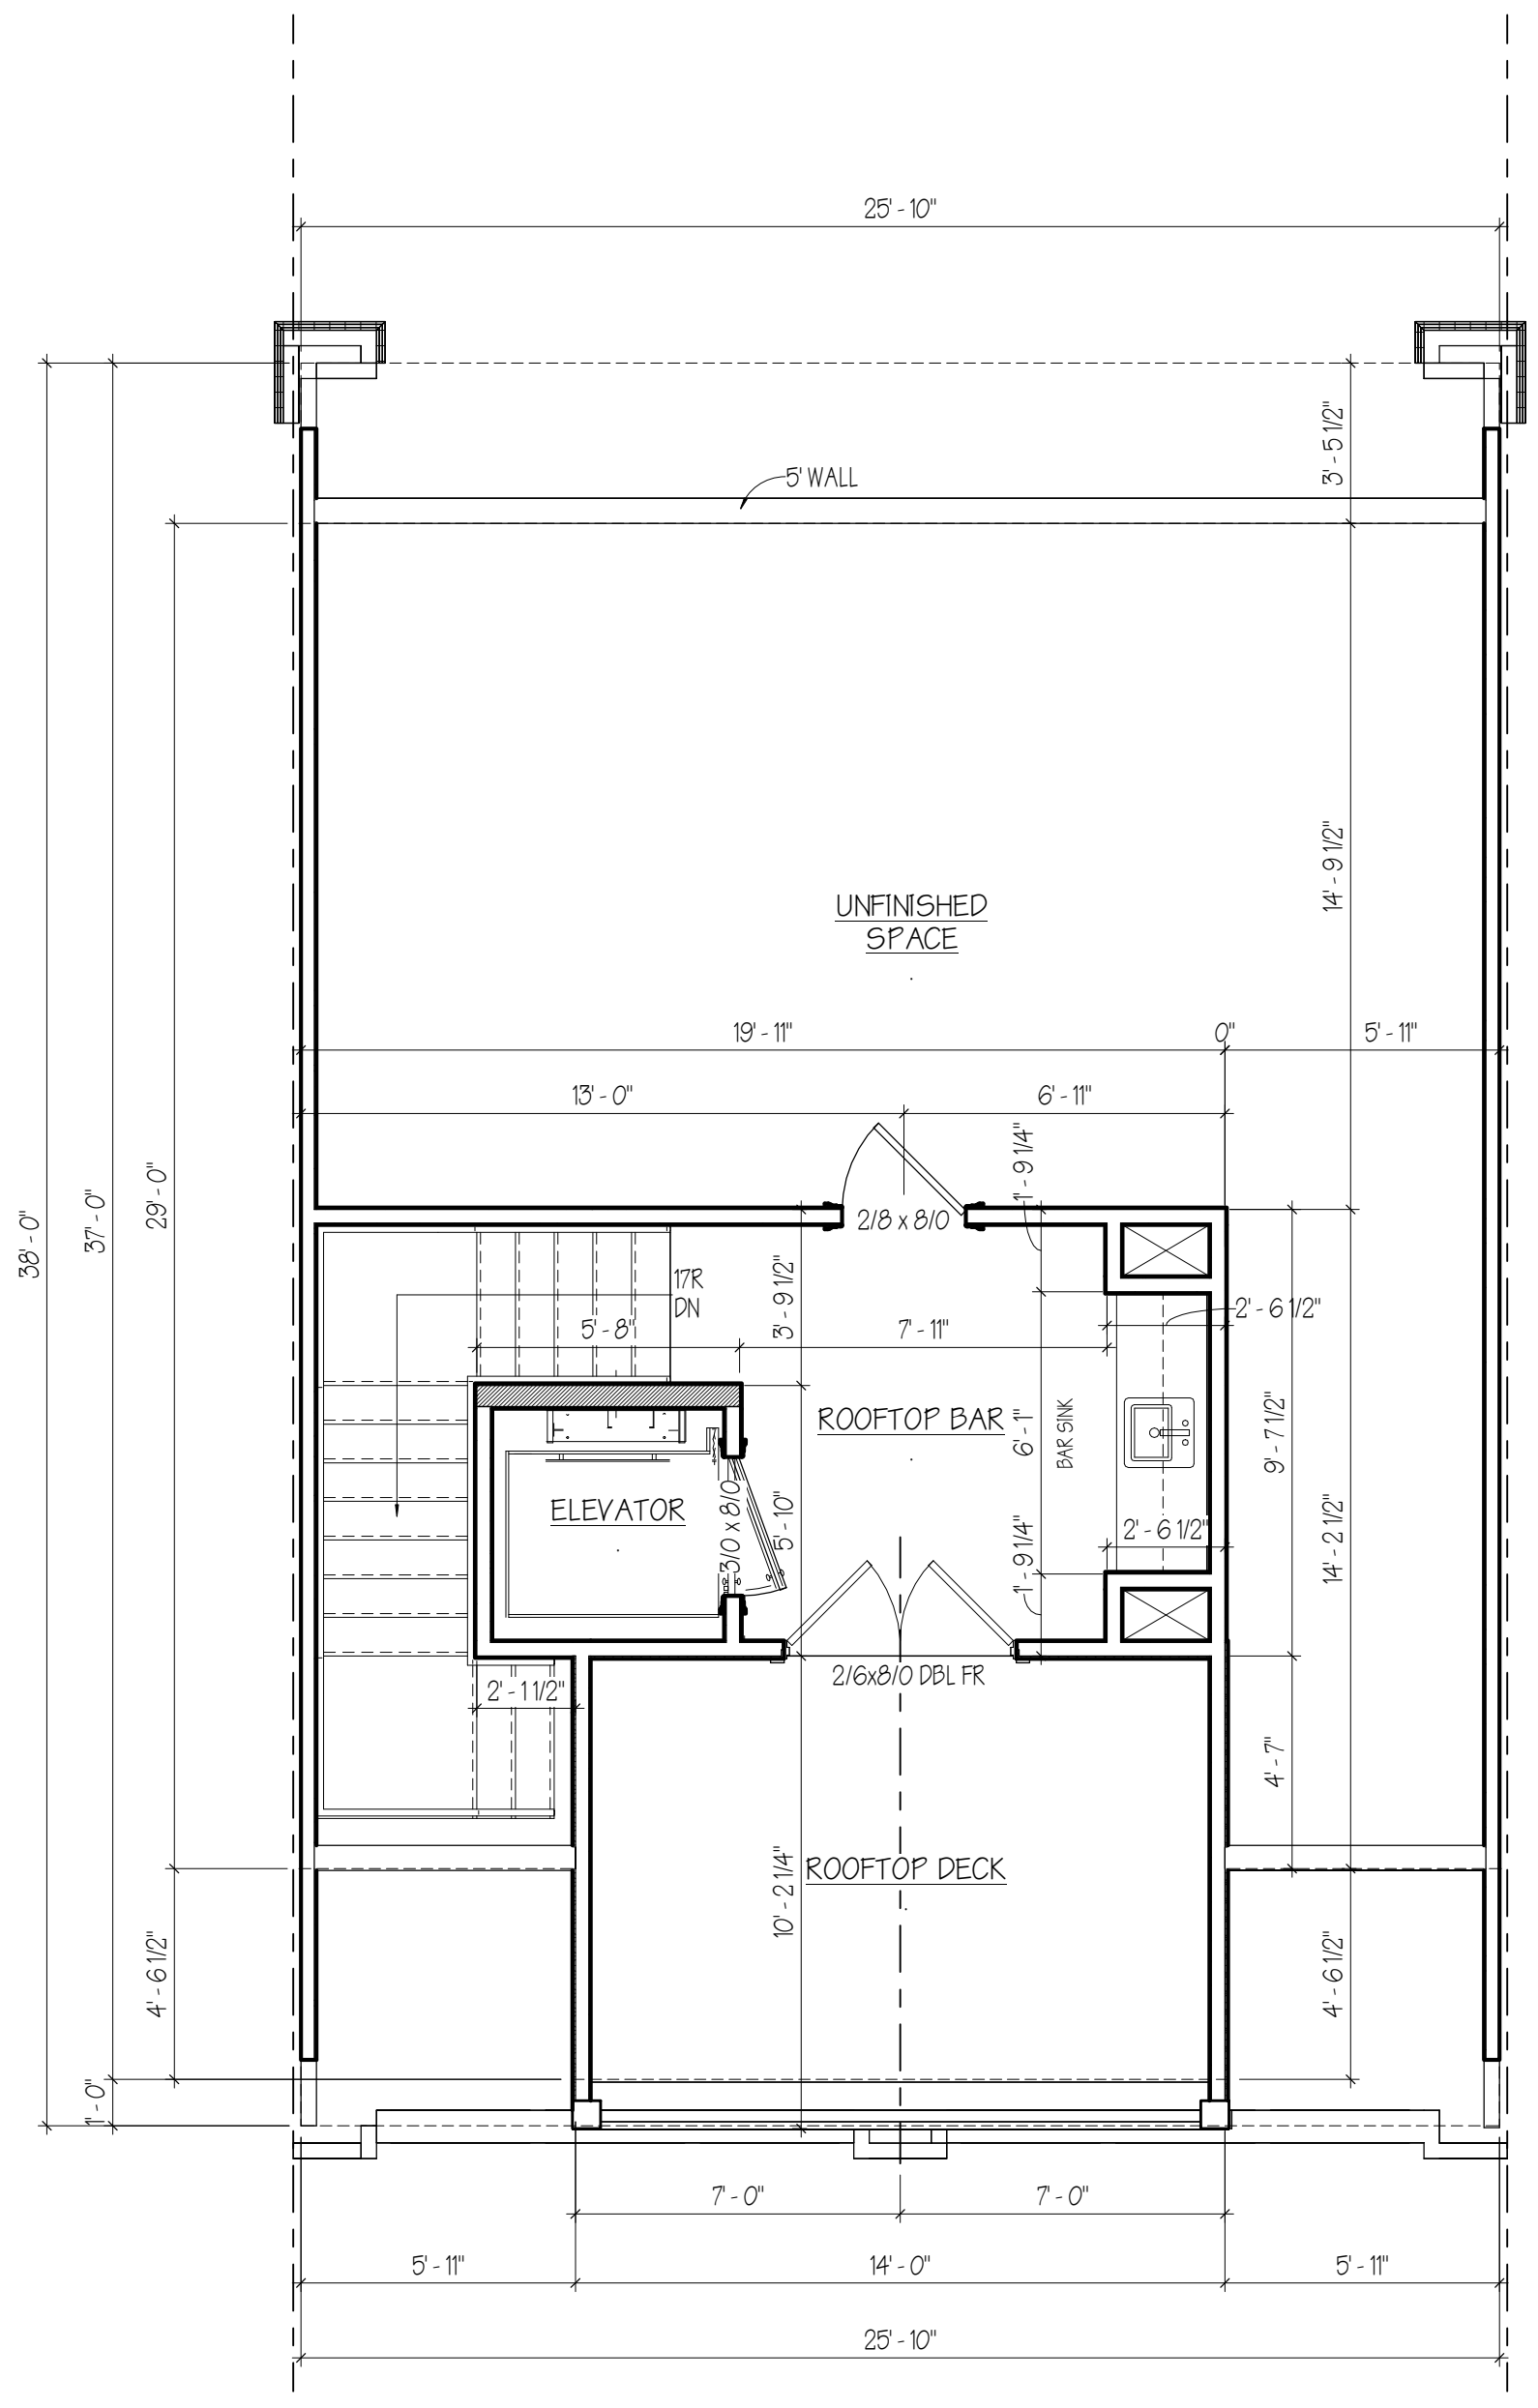 25' - 10"
5' WALL
3' - 5 1/2"
14' - 9 1/2"
UNFINISHED
SPACE
19' - 11"
0"
5' - 11"
13' - 0"
6' - 11"
38' - 0"
37' - 0"
29' - 0"
1' - 9 1/4"
2/8 x 8/0
17R
DN
3' - 9 1/2"
5' - 8"
7' - 11"
2' - 6 1/2"
ROOFTOP BAR
6' - 1"
BAR SINK
9' - 7 1/2"
ELEVATOR
3/0 x 8/0
5' - 10"
1' - 9 1/4"
2' - 6 1/2"
14' - 2 1/2"
2/6x8/0 DBL FR
2' - 1 1/2"
4' - 7"
ROOFTOP DECK
10' - 2 1/4"
4' - 6 1/2"
4' - 6 1/2"
1' - 0"
7' - 0"
7' - 0"
5' - 11"
14' - 0"
5' - 11"
25' - 10"